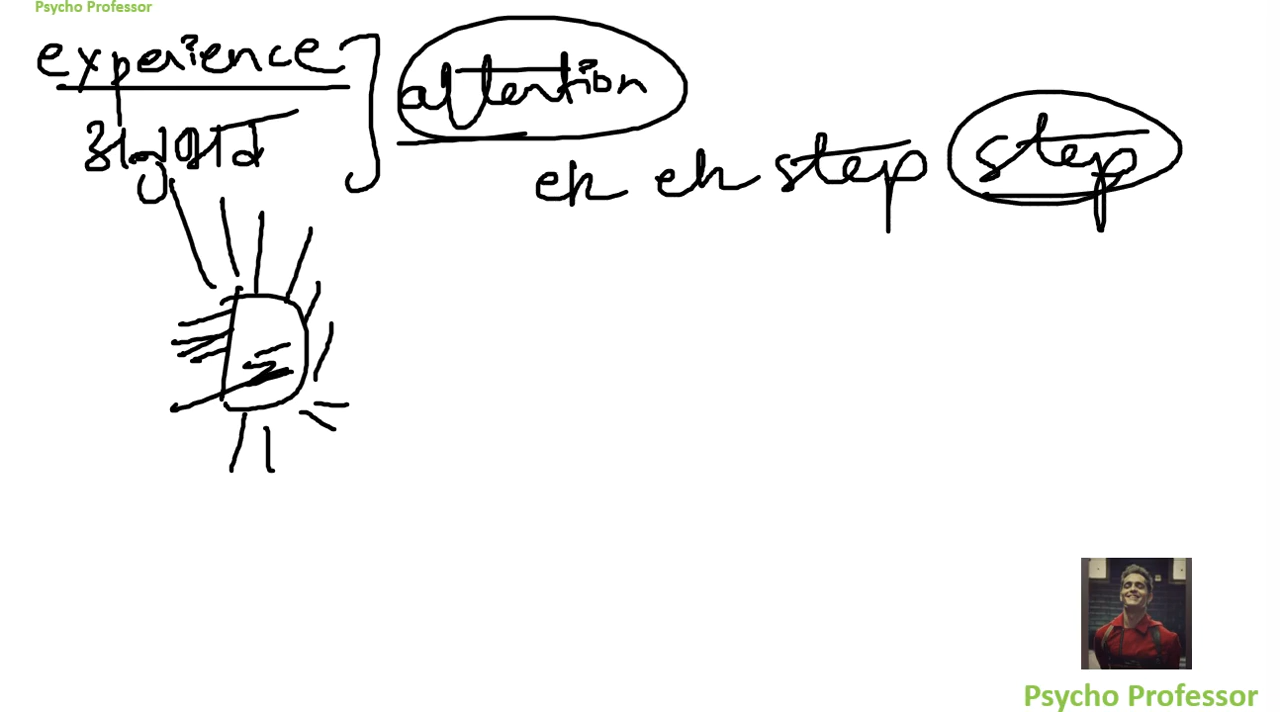 Psycho Professor
experience
अनुभव
attention
ek ek step step
Psycho Professor